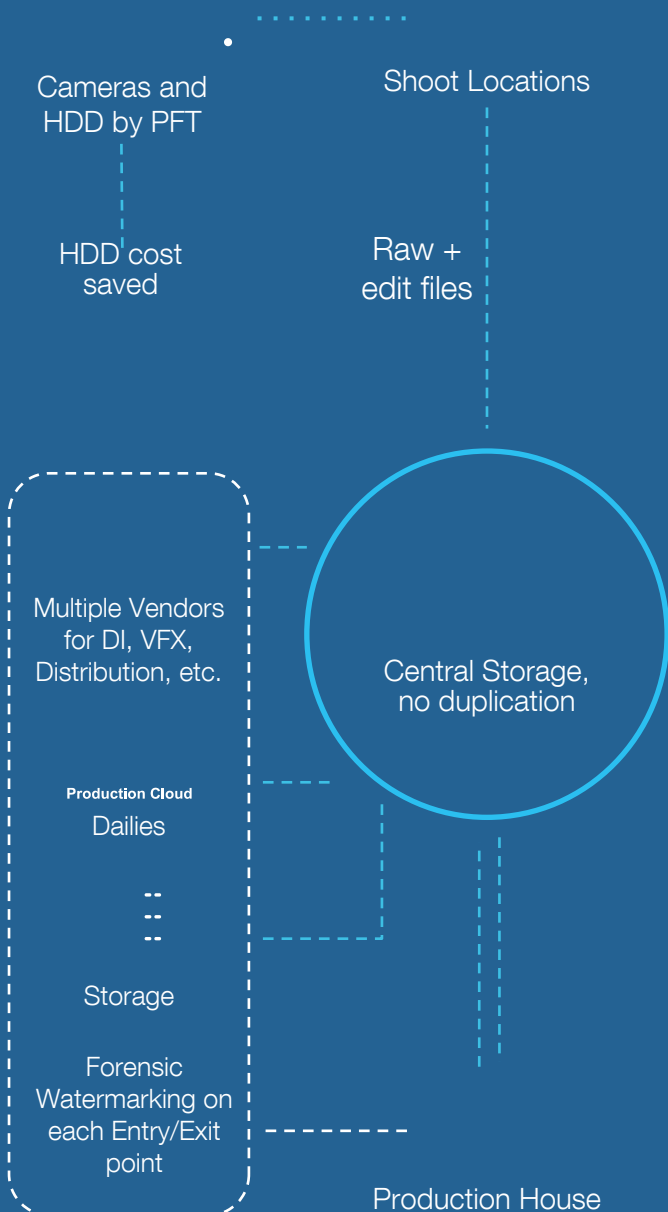 Cameras and
HDD by PFT
Shoot Locations
HDD cost
saved
Raw +
edit files
Multiple Vendors
for DI, VFX,
Distribution, etc.
Central Storage,
no duplication
Production Cloud
Dailies
Storage
Forensic
Watermarking on
each Entry/Exit
point
Production House